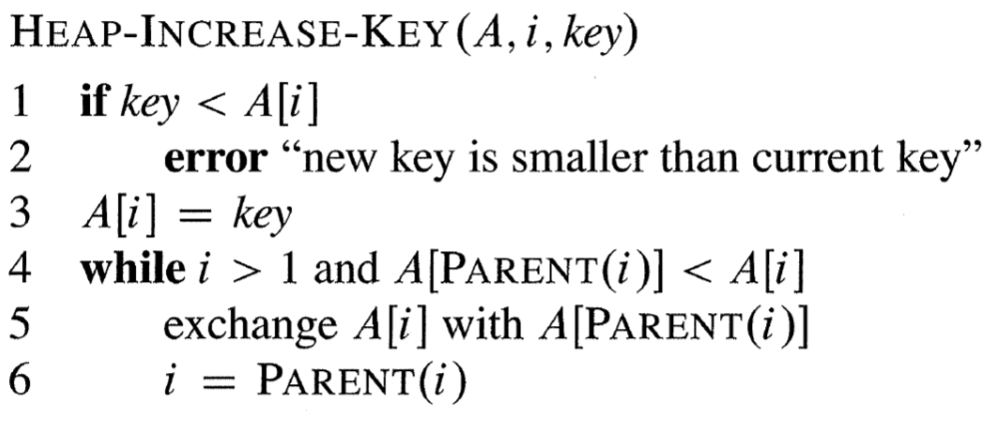 HEAP-INCREASE-KEY(A, i, key)
1 if key < A[i]
2 error “new key is smaller than current key”
3 A[i] = key
4 while i > 1 and A[PARENT(i)] < A[i]
5 exchange A[i] with A[PARENT(i)]
6 i = PARENT(i)